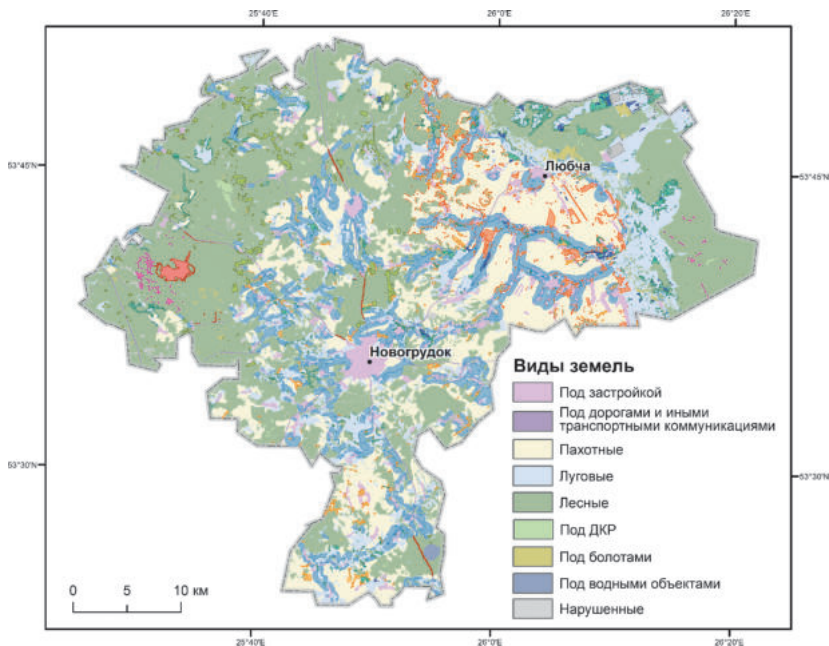 25°40'E 26°0'E 26°20'E
53°45'N 53°45'N
Любча
Новогрудок
Виды земель
Под застройкой
Под дорогами и иными
транспортными коммуникациями
Пахотные
53°30'N 53°30'N
Луговые
Лесные
Под ДКР
Под болотами
Под водными объектами
Нарушенные
0 5 10 км
25°40'E 26°0'E 26°20'E